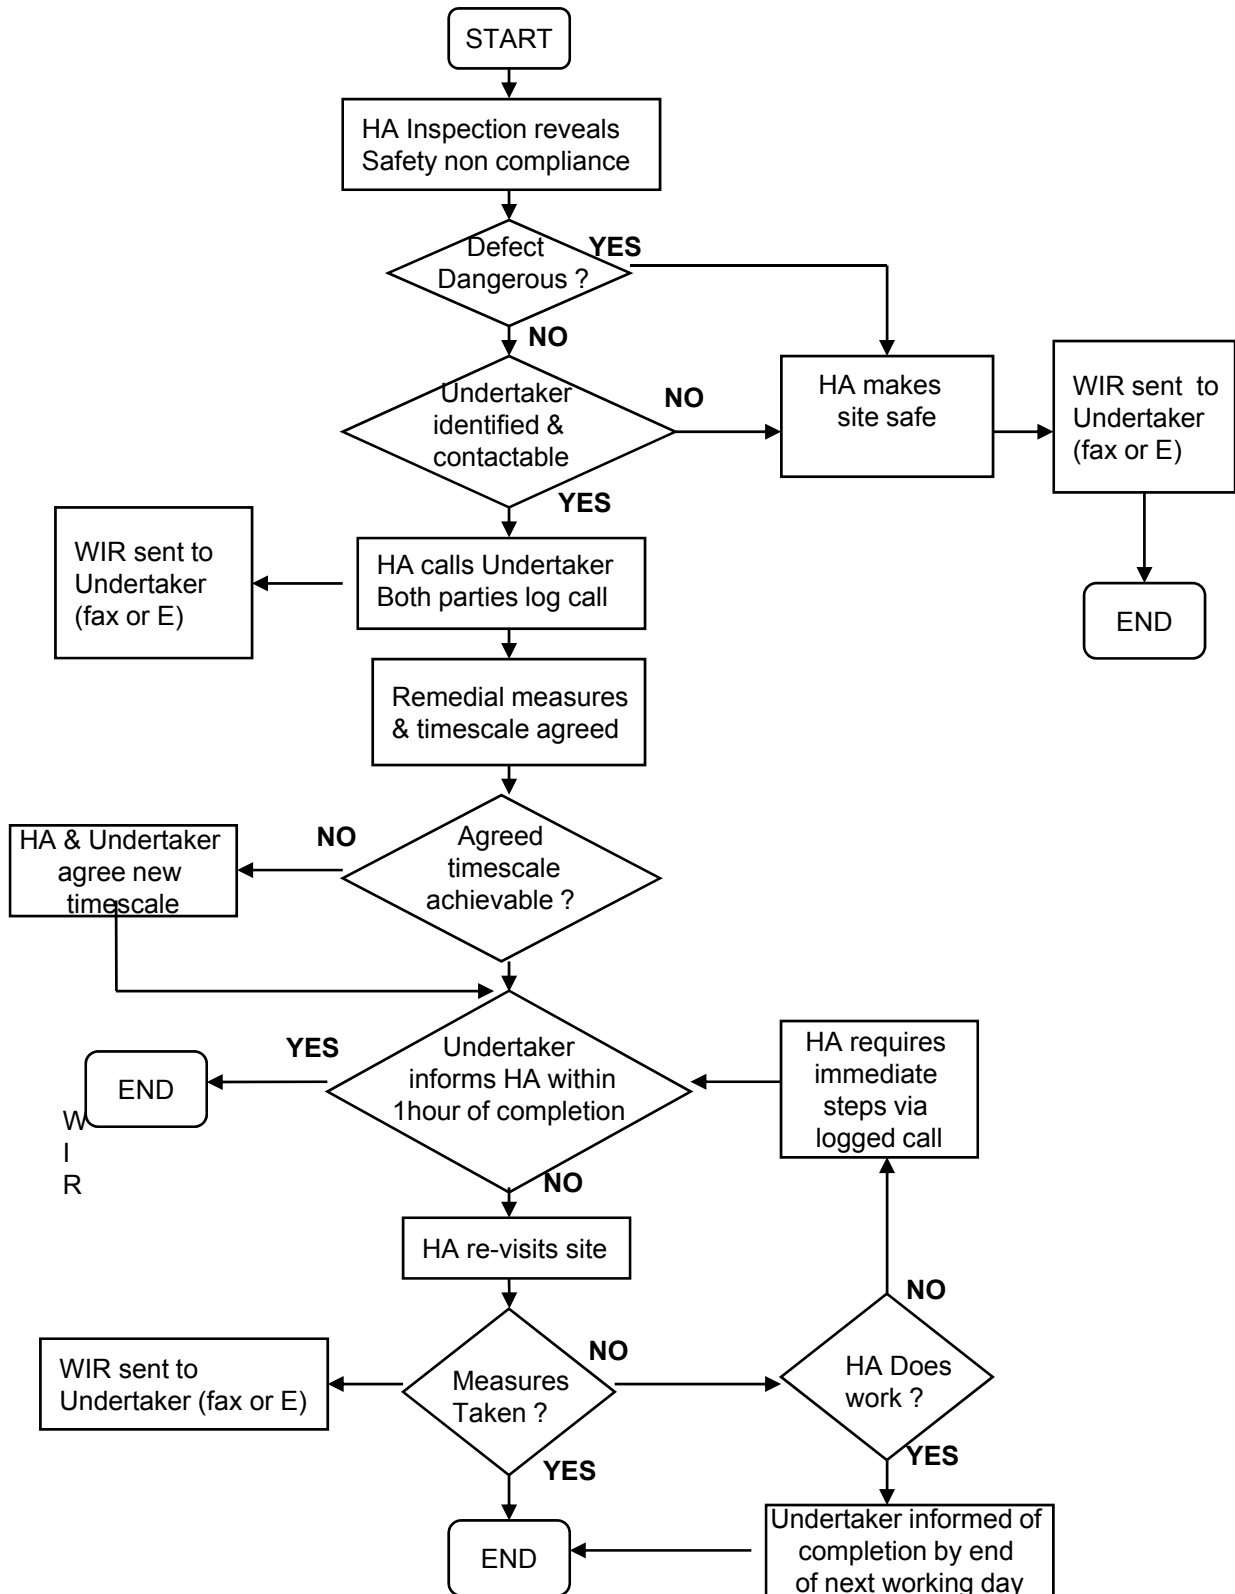 START
HA Inspection reveals
Safety non compliance
Defect
Dangerous ?
YES
NO
Undertaker
identified &
contactable
NO
YES
HA makes
site safe
WIR sent to
Undertaker
(fax or E)
END
WIR sent to
Undertaker
(fax or E)
HA calls Undertaker
Both parties log call
Remedial measures
& timescale agreed
Agreed
timescale
achievable ?
NO
HA & Undertaker
agree new
timescale
Undertaker
informs HA within
1hour of completion
YES
END
W
I
R
NO
HA requires
immediate
steps via
logged call
HA re-visits site
Measures
Taken ?
WIR sent to
Undertaker (fax or E)
NO
YES
HA Does
work ?
NO
YES
Undertaker informed of
completion by end
of next working day
END